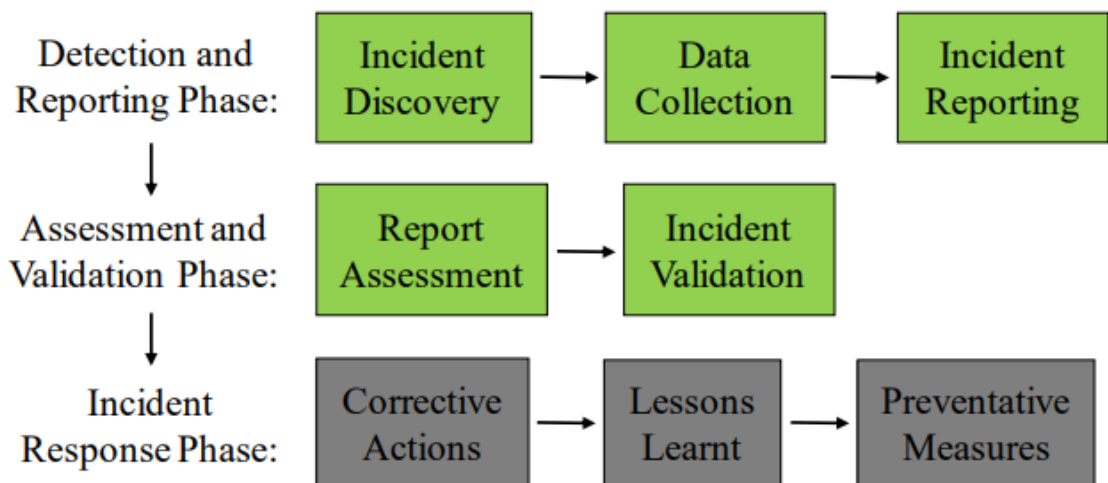 Detection and
Reporting Phase:
Incident
Discovery
Data
Collection
Incident
Reporting
Assessment and
Validation Phase:
Report
Assessment
Incident
Validation
Incident
Response Phase:
Corrective
Actions
Lessons
Learnt
Preventative
Measures